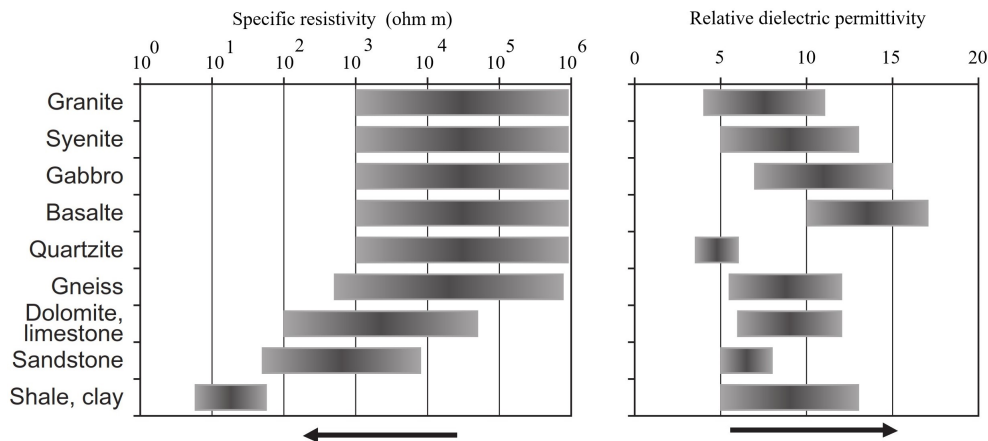 Specific resistivity (ohm m)
10^0 10^1 10^2 10^3 10^4 10^5 10^6
Relative dielectric permittivity
0 5 10 15 20
Granite
Syenite
Gabbro
Basalte
Quartzite
Gneiss
Dolomite,
limestone
Sandstone
Shale, clay